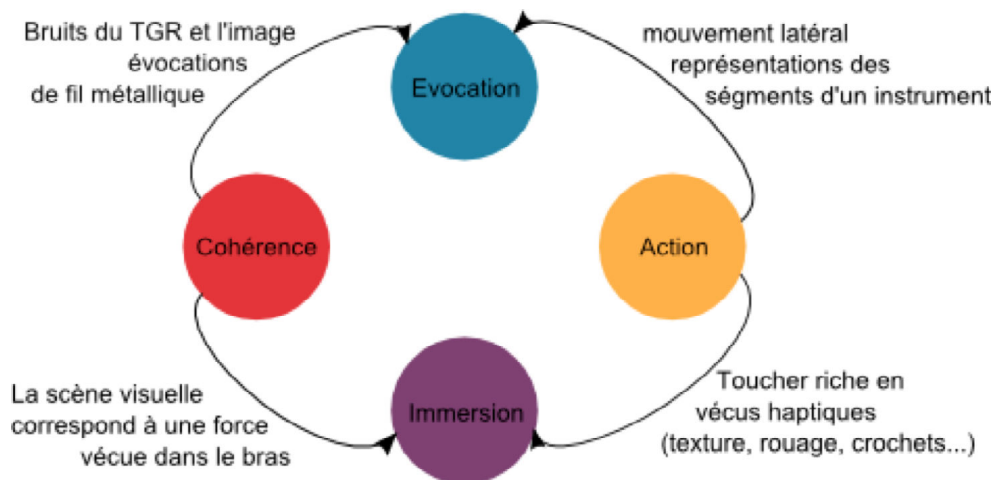 Bruits du TGR et l'image
évocations
de fil métallique
Evocation
mouvement latéral
représentations des
ségments d'un instrument
Cohérence
Action
La scène visuelle
correspond à une force
vécue dans le bras
Immersion
Toucher riche en
vécus haptiques
(texture, rouage, crochets...)